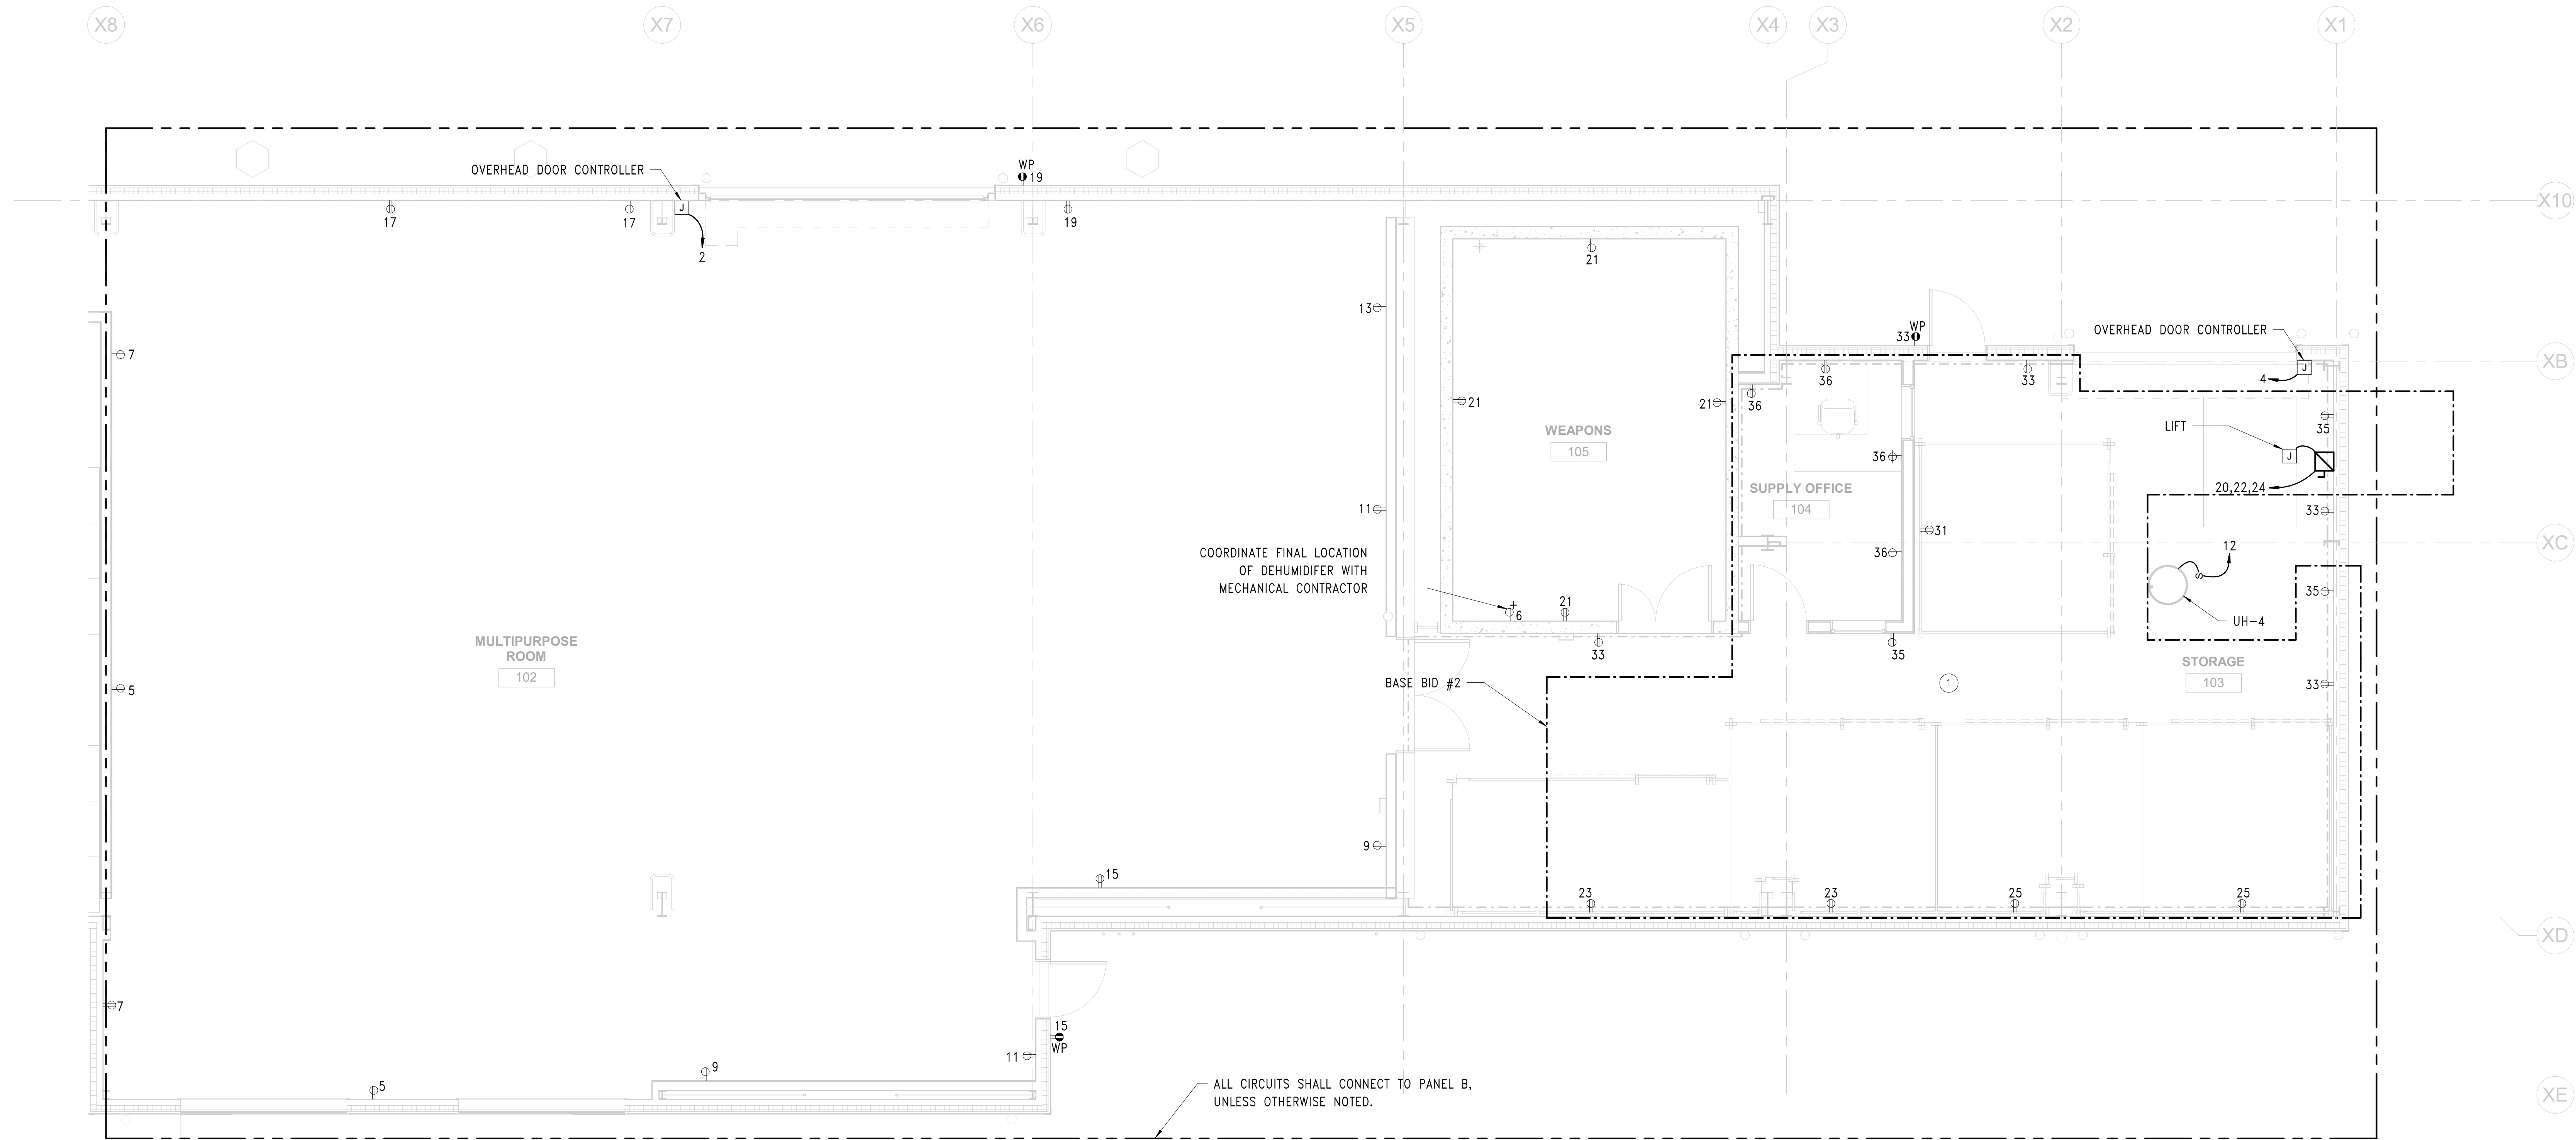 X8
X7
X6
X5
X4
X3
X2
X1
OVERHEAD DOOR CONTROLLER
WP
19
J
17
17
19
2
X10
21
13
WP
33
OVERHEAD DOOR CONTROLLER
7
J
XB
36
33
4
36
21
21
35
WEAPONS
105
LIFT
J
36
SUPPLY OFFICE
104
20,22,24
11
33
31
COORDINATE FINAL LOCATION
OF DEHUMIDIFER WITH
MECHANICAL CONTRACTOR
36
12
XC
S
35
21
6
UH-4
MULTIPURPOSE
ROOM
102
33
35
STORAGE
103
BASE BID #2
1
33
5
9
15
23
23
25
25
XD
7
15
WP
11
9
5
ALL CIRCUITS SHALL CONNECT TO PANEL B,
UNLESS OTHERWISE NOTED.
XE